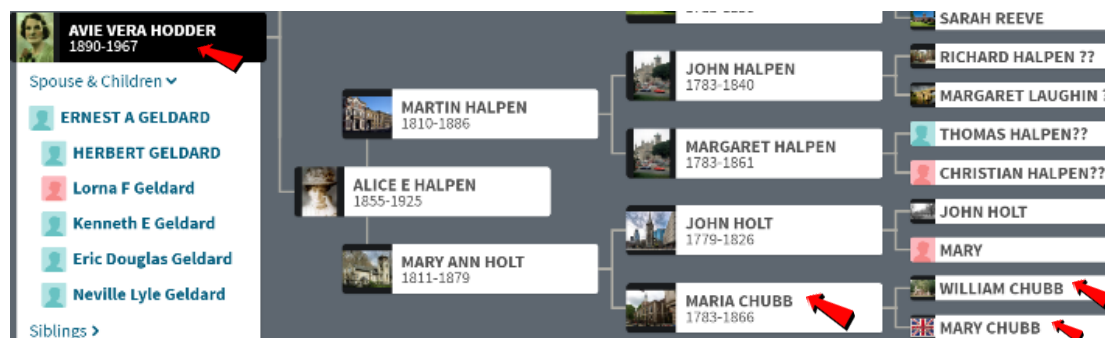 AVIE VERA HODDER
1890-1967
Spouse & Children
ERNEST A GELDARD
HERBERT GELDARD
Lorna F Geldard
Kenneth E Geldard
Eric Douglas Geldard
Neville Lyle Geldard
Siblings
ALICE E HALPEN
1855-1925
MARTIN HALPEN
1810-1886
MARY ANN HOLT
1811-1879
JOHN HALPEN
1783-1840
MARGARET HALPEN
1783-1861
JOHN HOLT
1779-1826
MARIA CHUBB
1783-1866
SARAH REEVE
RICHARD HALPEN ??
MARGARET LAUGHIN ?
THOMAS HALPEN??
CHRISTIAN HALPEN??
JOHN HOLT
MARY
WILLIAM CHUBB
MARY CHUBB